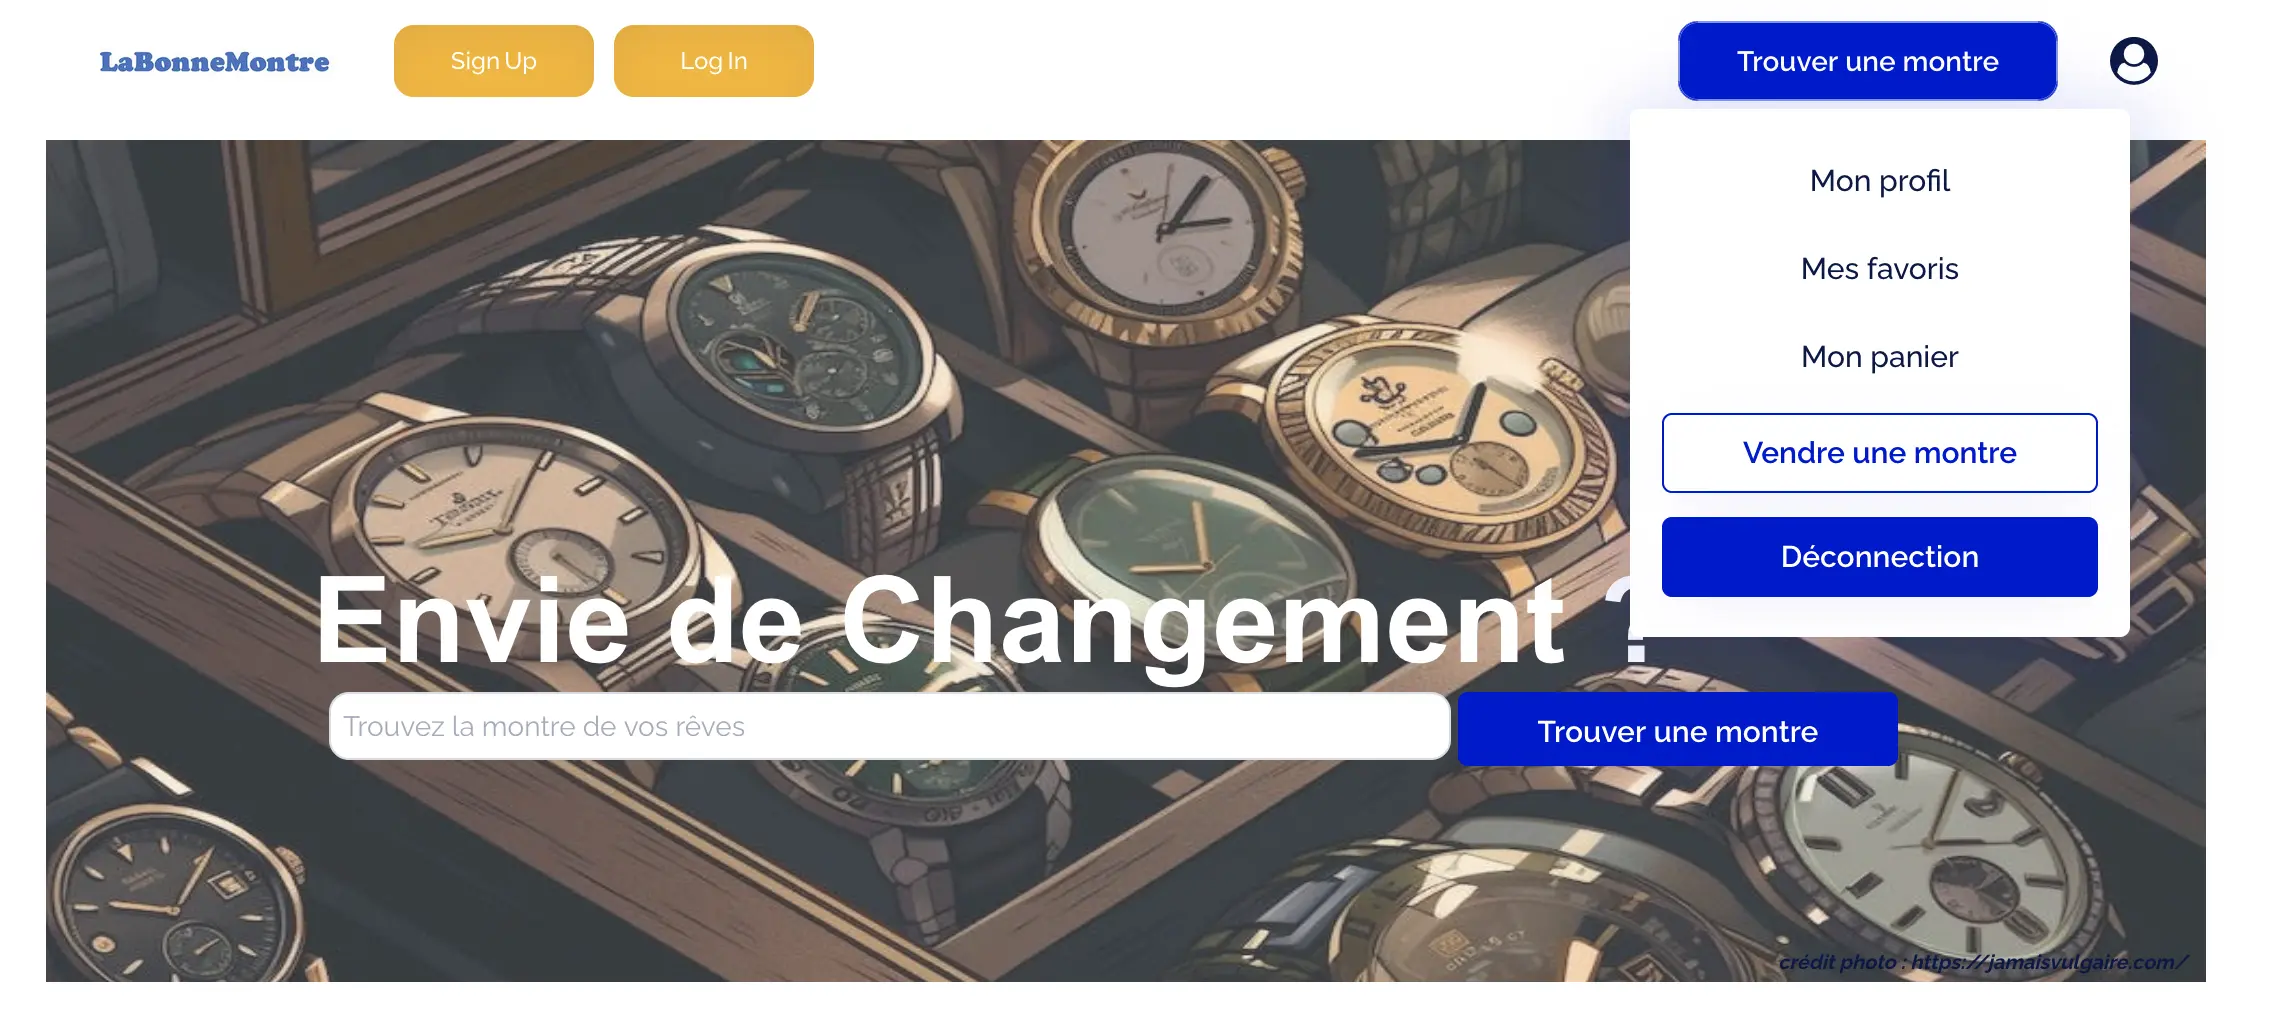 LaBonneMontre
Sign Up
Log In
Trouver une montre
Mon profil
Mes favoris
Mon panier
Vendre une montre
Déconnection
Envie de Changement ?
Trouvez la montre de vos rêves
Trouver une montre
crédit photo : https://jamaisvulgaire.com/